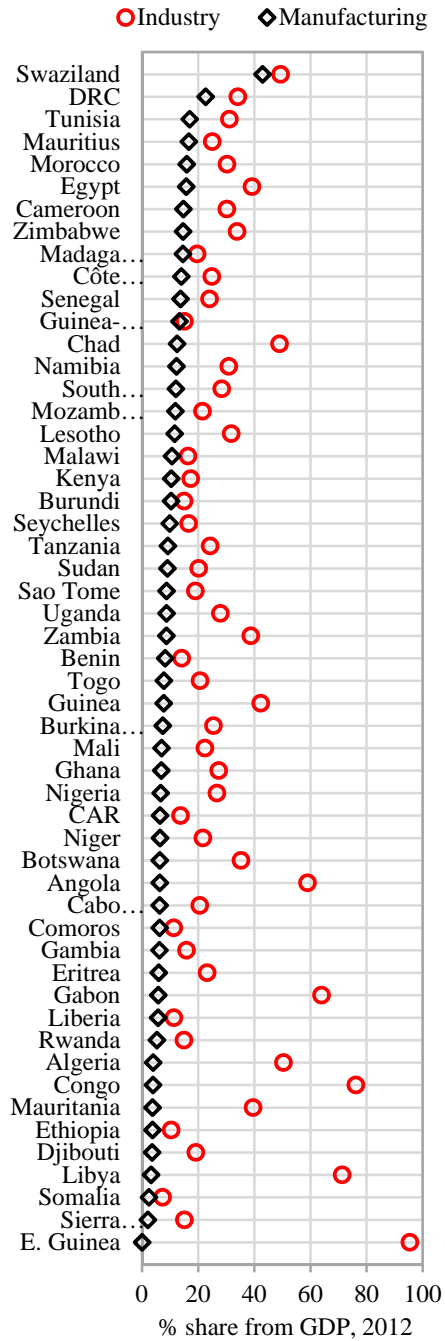 Industry Manufacturing
Swaziland
DRC
Tunisia
Mauritius
Morocco
Egypt
Cameroon
Zimbabwe
Madaga…
Côte…
Senegal
Guinea-…
Chad
Namibia
South…
Mozamb…
Lesotho
Malawi
Kenya
Burundi
Seychelles
Tanzania
Sudan
Sao Tome
Uganda
Zambia
Benin
Togo
Guinea
Burkina…
Mali
Ghana
Nigeria
CAR
Niger
Botswana
Angola
Cabo…
Comoros
Gambia
Eritrea
Gabon
Liberia
Rwanda
Algeria
Congo
Mauritania
Ethiopia
Djibouti
Libya
Somalia
Sierra…
E. Guinea
0 20 40 60 80 100
% share from GDP, 2012